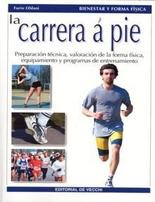 Furio Oldani
BIENESTAR Y FORMA FÍSICA
la
carrera a pie
Preparación técnica, valoración de la forma física,
equipamiento y programas de entrenamiento
EDITORIAL DE VECCHI